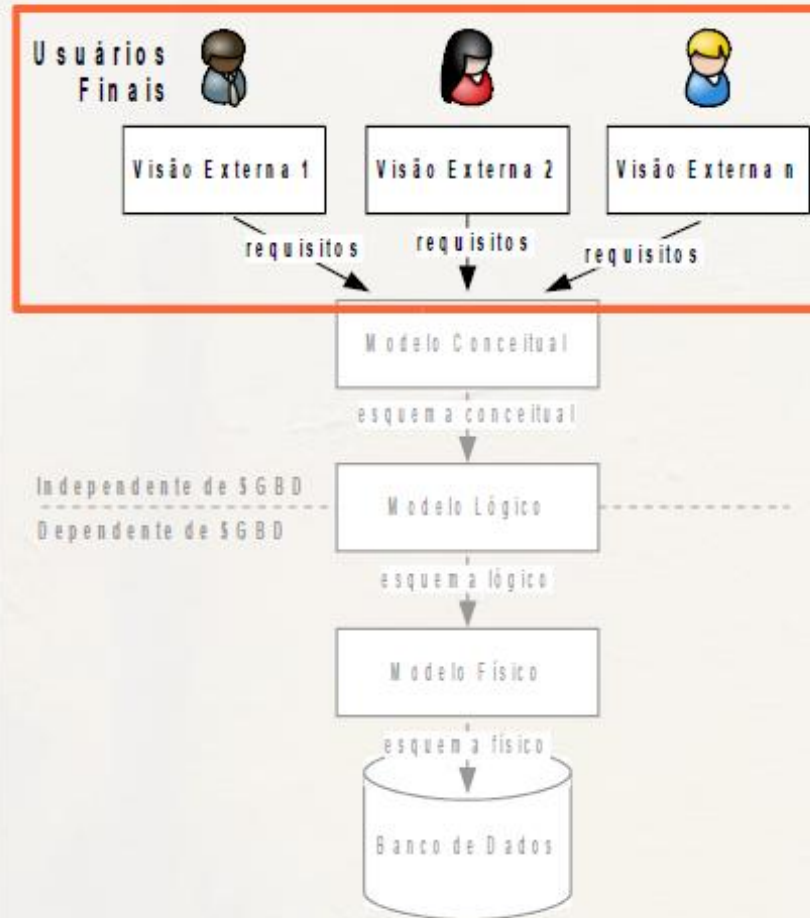 Usuários
Finais
Visão Externa 1
Visão Externa 2
Visão Externa n
requisitos
requisitos
requisitos
Modelo Conceitual
esquema conceitual
Independente de SGBD
Modelo Lógico
Dependente de SGBD
esquema lógico
Modelo Físico
esquema físico
Banco de Dados